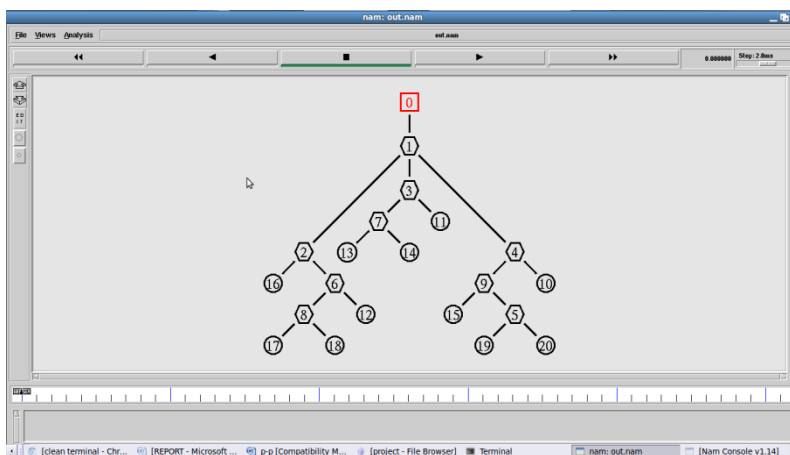 nam: out.nam
File Views Analysis out.nam
0.000000 Step: 2.0ms
E D
I T
0
1
3
7 11
2 13 14 4
16 6 9 10
8 12 15 5
17 18 19 20
[clean terminal - Chr... [REPORT - Microsoft ... p-p [Compatibility M... [project - File Browser] Terminal nam: out.nam [Nam Console v1.14]